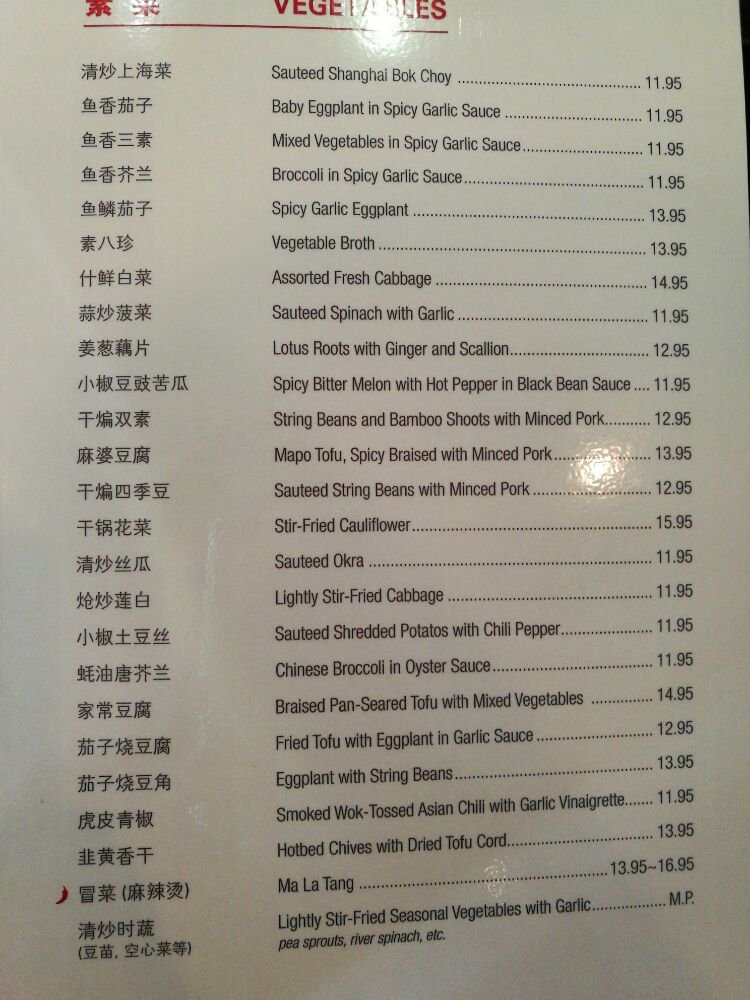 素 菜 VEGETABLES
清炒上海菜 Sauteed Shanghai Bok Choy ........ 11.95
鱼香茄子 Baby Eggplant in Spicy Garlic Sauce ........ 11.95
鱼香三素 Mixed Vegetables in Spicy Garlic Sauce ........ 11.95
鱼香芥兰 Broccoli in Spicy Garlic Sauce ........ 11.95
鱼鳞茄子 Spicy Garlic Eggplant ........ 13.95
素八珍 Vegetable Broth ........ 13.95
什鲜白菜 Assorted Fresh Cabbage ........ 14.95
蒜炒菠菜 Sauteed Spinach with Garlic ........ 11.95
姜葱藕片 Lotus Roots with Ginger and Scallion ........ 12.95
小椒豆豉苦瓜 Spicy Bitter Melon with Hot Pepper in Black Bean Sauce .... 11.95
干煸双素 String Beans and Bamboo Shoots with Minced Pork ........ 12.95
麻婆豆腐 Mapo Tofu, Spicy Braised with Minced Pork ........ 13.95
干煸四季豆 Sauteed String Beans with Minced Pork ........ 12.95
干锅花菜 Stir-Fried Cauliflower ........ 15.95
清炒丝瓜 Sauteed Okra ........ 11.95
炝炒莲白 Lightly Stir-Fried Cabbage ........ 11.95
小椒土豆丝 Sauteed Shredded Potatos with Chili Pepper ........ 11.95
蚝油唐芥兰 Chinese Broccoli in Oyster Sauce ........ 11.95
家常豆腐 Braised Pan-Seared Tofu with Mixed Vegetables ........ 14.95
茄子烧豆腐 Fried Tofu with Eggplant in Garlic Sauce ........ 12.95
茄子烧豆角 Eggplant with String Beans ........ 13.95
虎皮青椒 Smoked Wok-Tossed Asian Chili with Garlic Vinaigrette ...... 11.95
韭黄香干 Hotbed Chives with Dried Tofu Cord ........ 13.95
冒菜 (麻辣烫) Ma La Tang ........ 13.95~16.95
清炒时蔬 Lightly Stir-Fried Seasonal Vegetables with Garlic ........ M.P.
(豆苗, 空心菜等) pea sprouts, river spinach, etc.